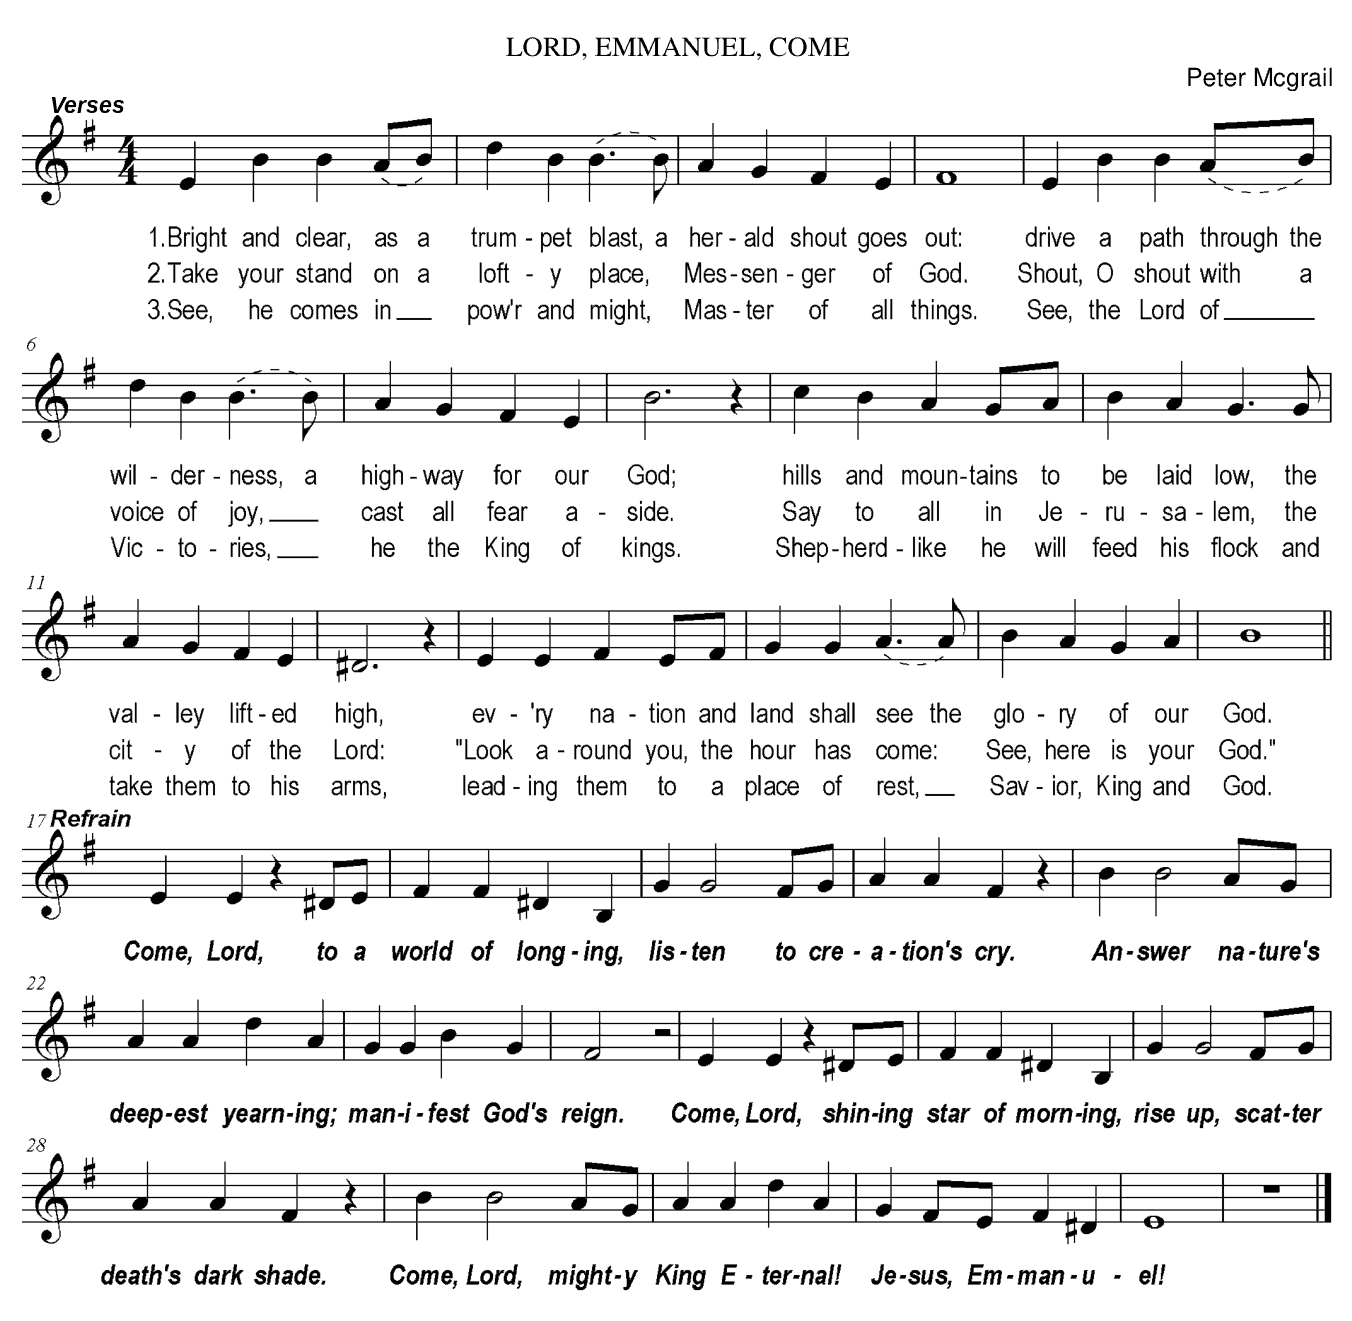 LORD, EMMANUEL, COME
Peter Mcgrail
Verses
1.Bright and clear, as a trum - pet blast, a her - ald shout goes out: drive a path through the
2.Take your stand on a loft - y place, Mes - sen - ger of God. Shout, O shout with a
3.See, he comes in ___ pow'r and might, Mas - ter of all things. See, the Lord of ___
6
wil - der - ness, a high - way for our God; hills and moun - tains to be laid low, the
voice of joy, ___ cast all fear a - side. Say to all in Je - ru - sa - lem, the
Vic - to - ries, ___ he the King of kings. Shep - herd - like he will feed his flock and
11
val - ley lift - ed high, ev - 'ry na - tion and land shall see the glo - ry of our God.
cit - y of the Lord: "Look a - round you, the hour has come: See, here is your God."
take them to his arms, lead - ing them to a place of rest, ___ Sav - ior, King and God.
17 Refrain
Come, Lord, to a world of long - ing, lis - ten to cre - a - tion's cry. An - swer na - ture's
22
deep - est yearn - ing; man - i - fest God's reign. Come, Lord, shin - ing star of morn - ing, rise up, scat - ter
28
death's dark shade. Come, Lord, might - y King E - ter - nal! Je - sus, Em - man - u - el!